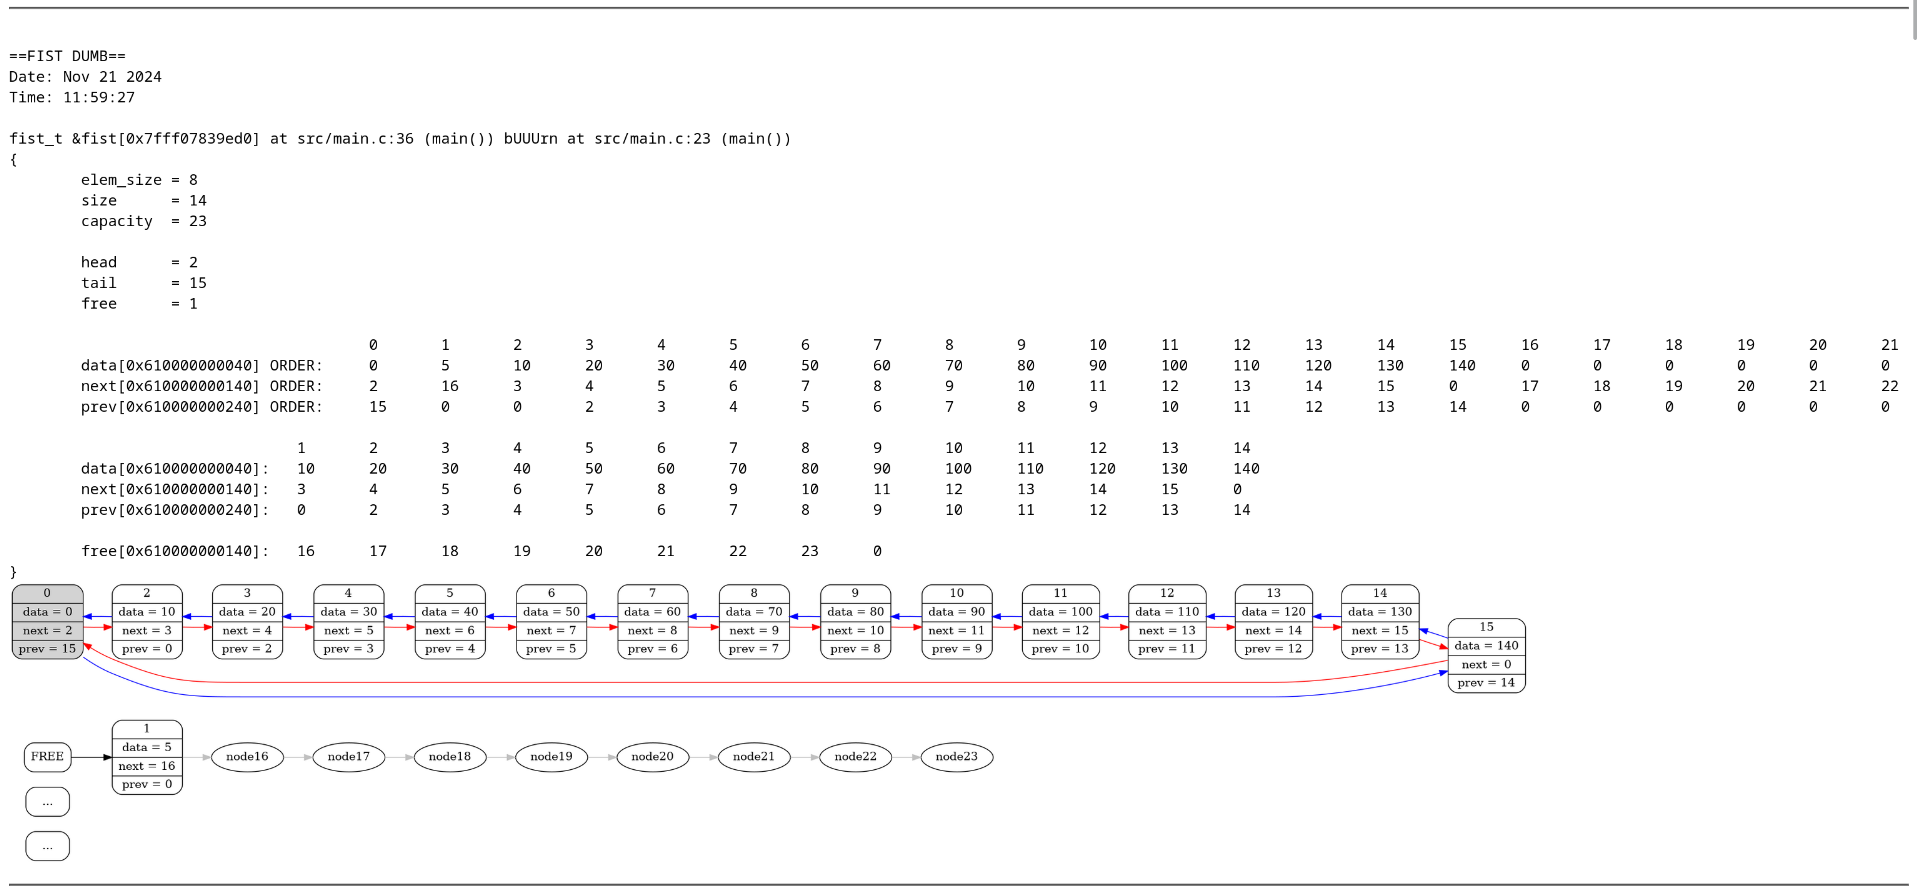 ==FIST DUMB==
Date: Nov 21 2024
Time: 11:59:27
fist_t &fist[0x7fff07839ed0] at src/main.c:36 (main()) bUUUrn at src/main.c:23 (main())
{
elem_size = 8
size = 14
capacity = 23
head = 2
tail = 15
free = 1
0 1 2 3 4 5 6 7 8 9 10 11 12 13 14 15 16 17 18 19 20 21
data[0x610000000040] ORDER: 0 5 10 20 30 40 50 60 70 80 90 100 110 120 130 140 0 0 0 0 0 0
next[0x610000000140] ORDER: 2 16 3 4 5 6 7 8 9 10 11 12 13 14 15 0 17 18 19 20 21 22
prev[0x610000000240] ORDER: 15 0 0 2 3 4 5 6 7 8 9 10 11 12 13 14 0 0 0 0 0 0
1 2 3 4 5 6 7 8 9 10 11 12 13 14
data[0x610000000040]: 10 20 30 40 50 60 70 80 90 100 110 120 130 140
next[0x610000000140]: 3 4 5 6 7 8 9 10 11 12 13 14 15 0
prev[0x610000000240]: 0 2 3 4 5 6 7 8 9 10 11 12 13 14
free[0x610000000140]: 16 17 18 19 20 21 22 23 0
}
0 2 3 4 5 6 7 8 9 10 11 12 13 14
data = 0 data = 10 data = 20 data = 30 data = 40 data = 50 data = 60 data = 70 data = 80 data = 90 data = 100 data = 110 data = 120 data = 130
next = 2 next = 3 next = 4 next = 5 next = 6 next = 7 next = 8 next = 9 next = 10 next = 11 next = 12 next = 13 next = 14 next = 15
prev = 15 prev = 0 prev = 2 prev = 3 prev = 4 prev = 5 prev = 6 prev = 7 prev = 8 prev = 9 prev = 10 prev = 11 prev = 12 prev = 13
15
data = 140
next = 0
prev = 14
1
data = 5
next = 16
prev = 0
FREE node16 node17 node18 node19 node20 node21 node22 node23
...
...